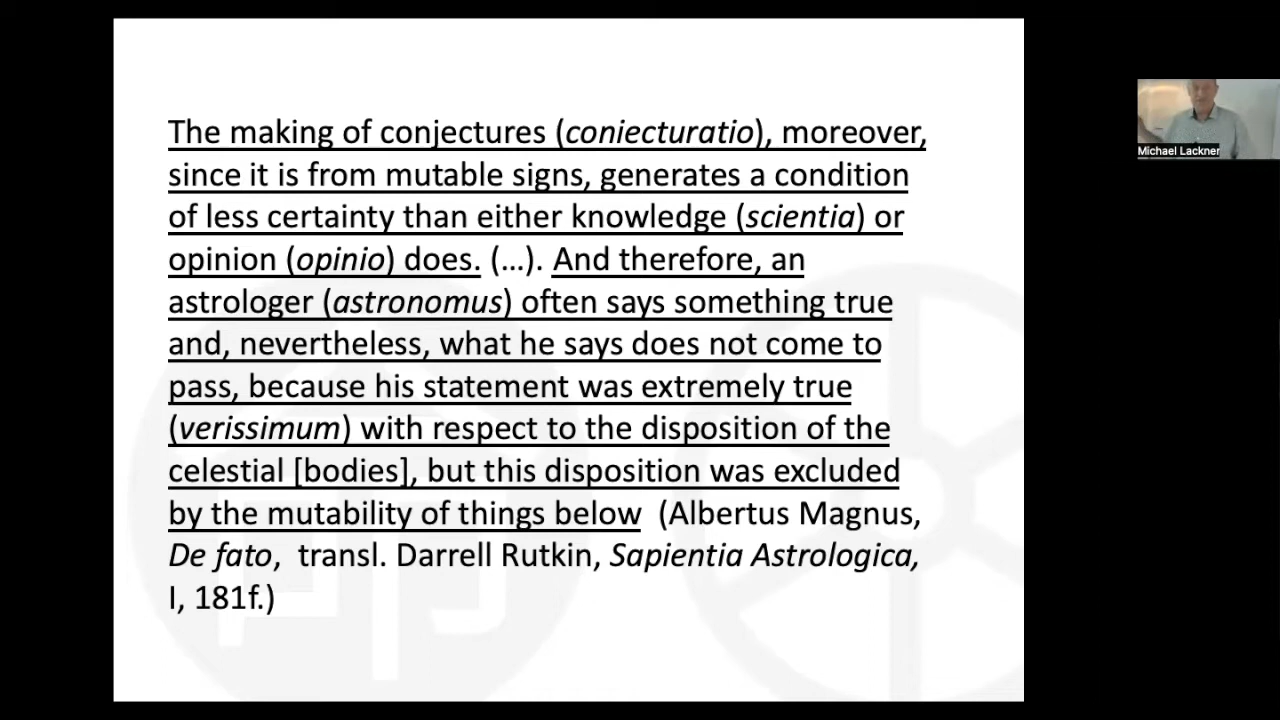 The making of conjectures (coniecturatio), moreover,
since it is from mutable signs, generates a condition
of less certainty than either knowledge (scientia) or
opinion (opinio) does. (...). And therefore, an
astrologer (astronomus) often says something true
and, nevertheless, what he says does not come to
pass, because his statement was extremely true
(verissimum) with respect to the disposition of the
celestial [bodies], but this disposition was excluded
by the mutability of things below (Albertus Magnus,
De fato, transl. Darrell Rutkin, Sapientia Astrologica,
I, 181f.)
Michael Lackner